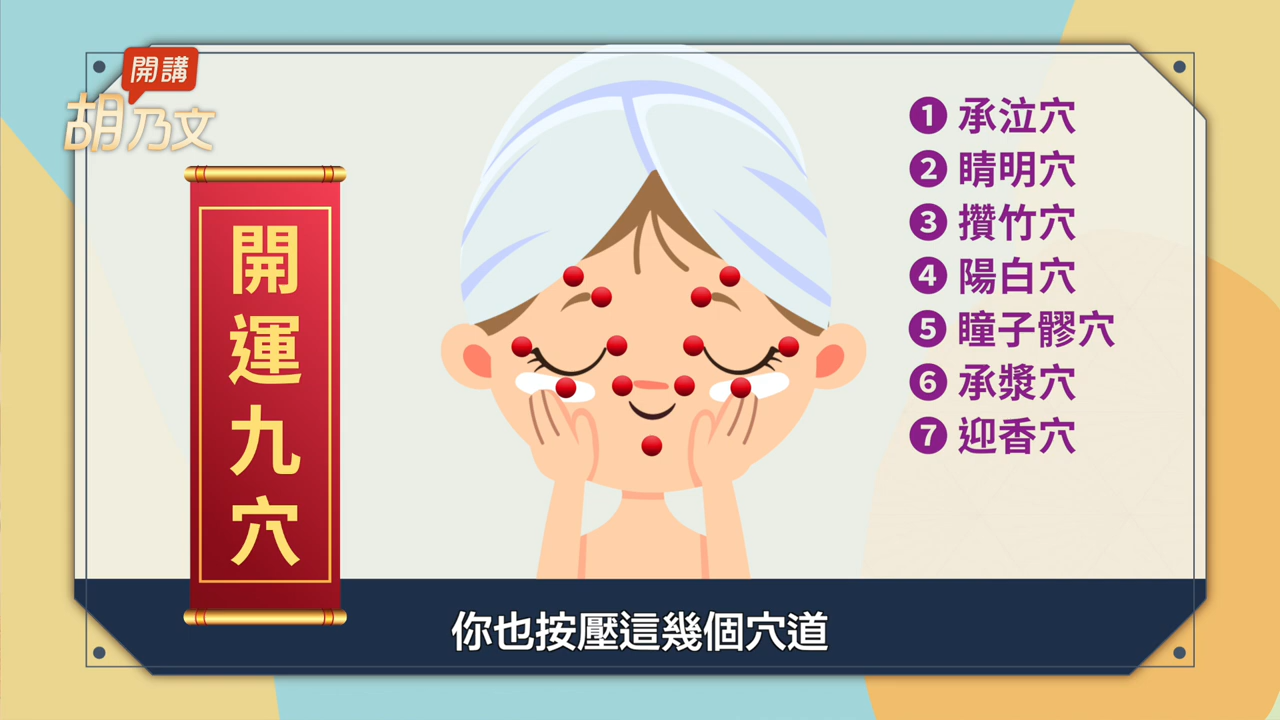 開講
胡乃文
開運九穴
1 承泣穴
2 睛明穴
3 攢竹穴
4 陽白穴
5 瞳子髎穴
6 承漿穴
7 迎香穴
你也按壓這幾個穴道